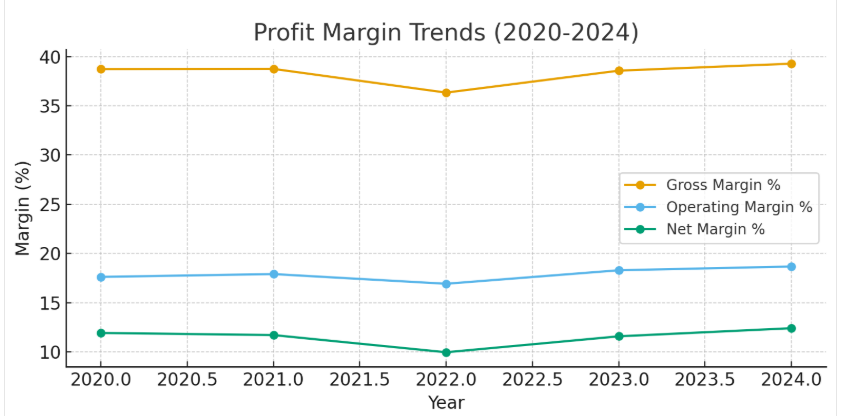 Profit Margin Trends (2020-2024)
40
35
30
25
20
15
10
Margin (%)
Gross Margin %
Operating Margin %
Net Margin %
2020.0 2020.5 2021.0 2021.5 2022.0 2022.5 2023.0 2023.5 2024.0
Year